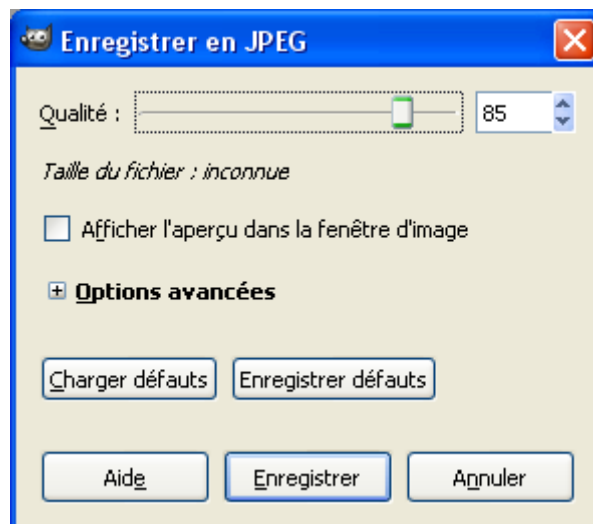 Enregistrer en JPEG
Qualité : 85
Taille du fichier : inconnue
Afficher l'aperçu dans la fenêtre d'image
Options avancées
Charger défauts Enregistrer défauts
Aide Enregistrer Annuler